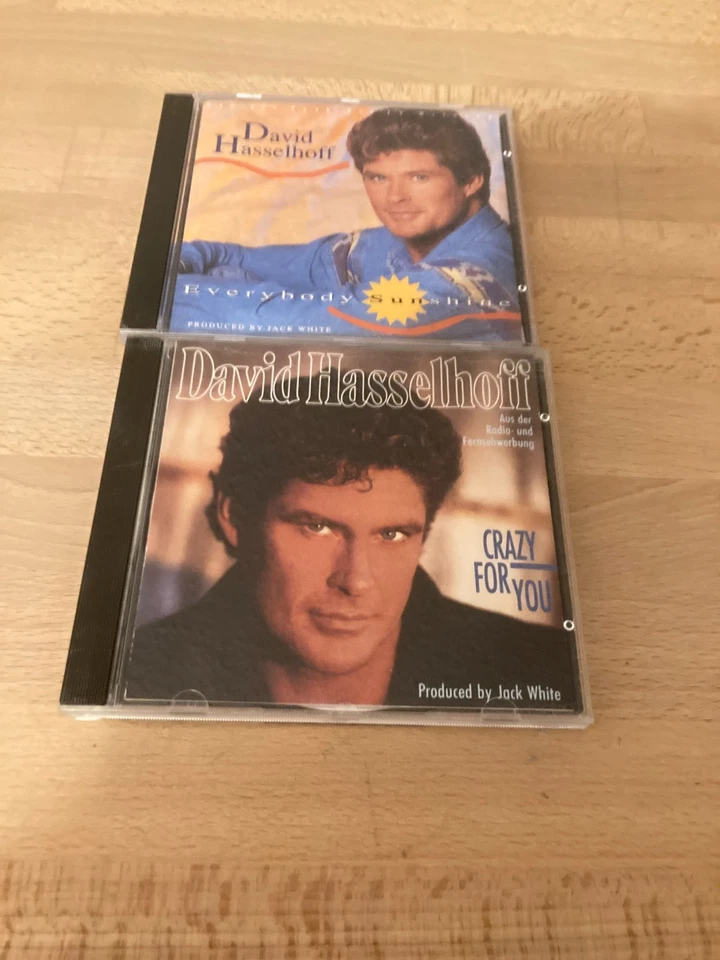 David
Hasselhoff
Everybody Sunshine
PRODUCED BY JACK WHITE
David Hasselhoff
Aus der
Radio- und
Fernsehwerbung
CRAZY
FOR YOU
Produced by Jack White